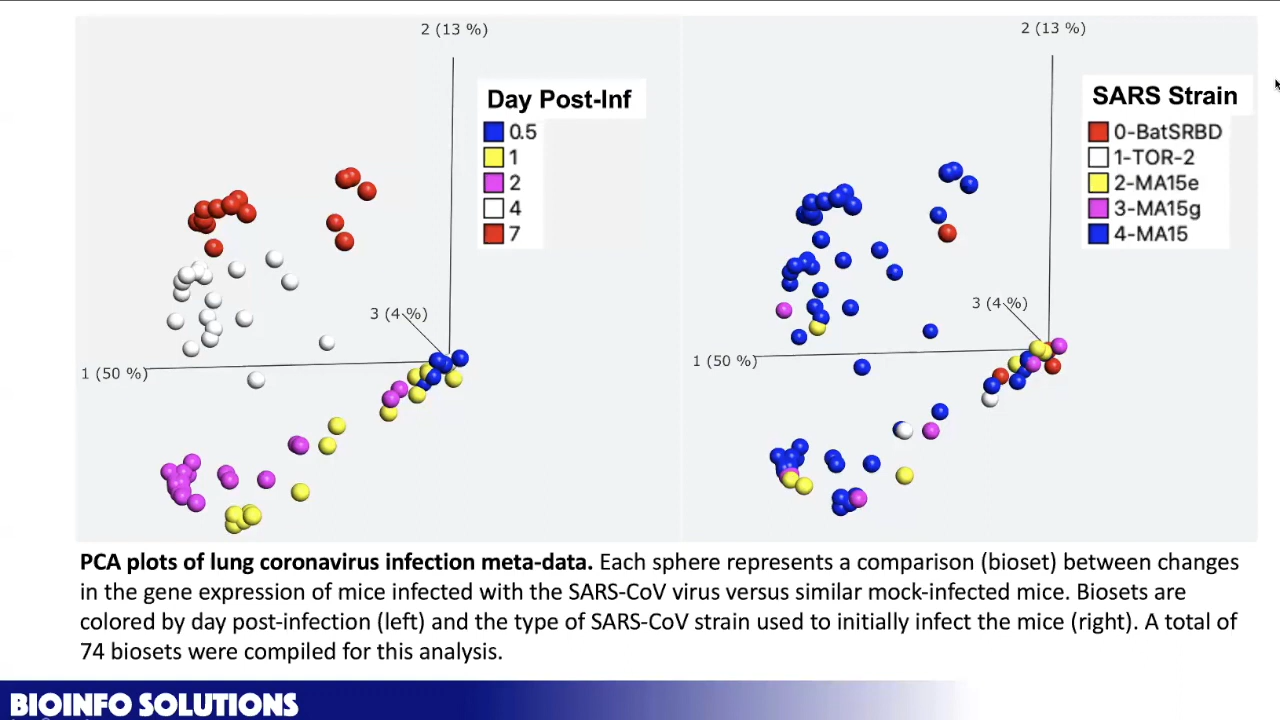 2 (13 %)
Day Post-Inf
0.5
1
2
4
7
3 (4 %)
1 (50 %)
2 (13 %)
SARS Strain
0-BatSRBD
1-TOR-2
2-MA15e
3-MA15g
4-MA15
3 (4 %)
1 (50 %)
PCA plots of lung coronavirus infection meta-data. Each sphere represents a comparison (bioset) between changes
in the gene expression of mice infected with the SARS-CoV virus versus similar mock-infected mice. Biosets are
colored by day post-infection (left) and the type of SARS-CoV strain used to initially infect the mice (right). A total of
74 biosets were compiled for this analysis.
BIOINFO SOLUTIONS